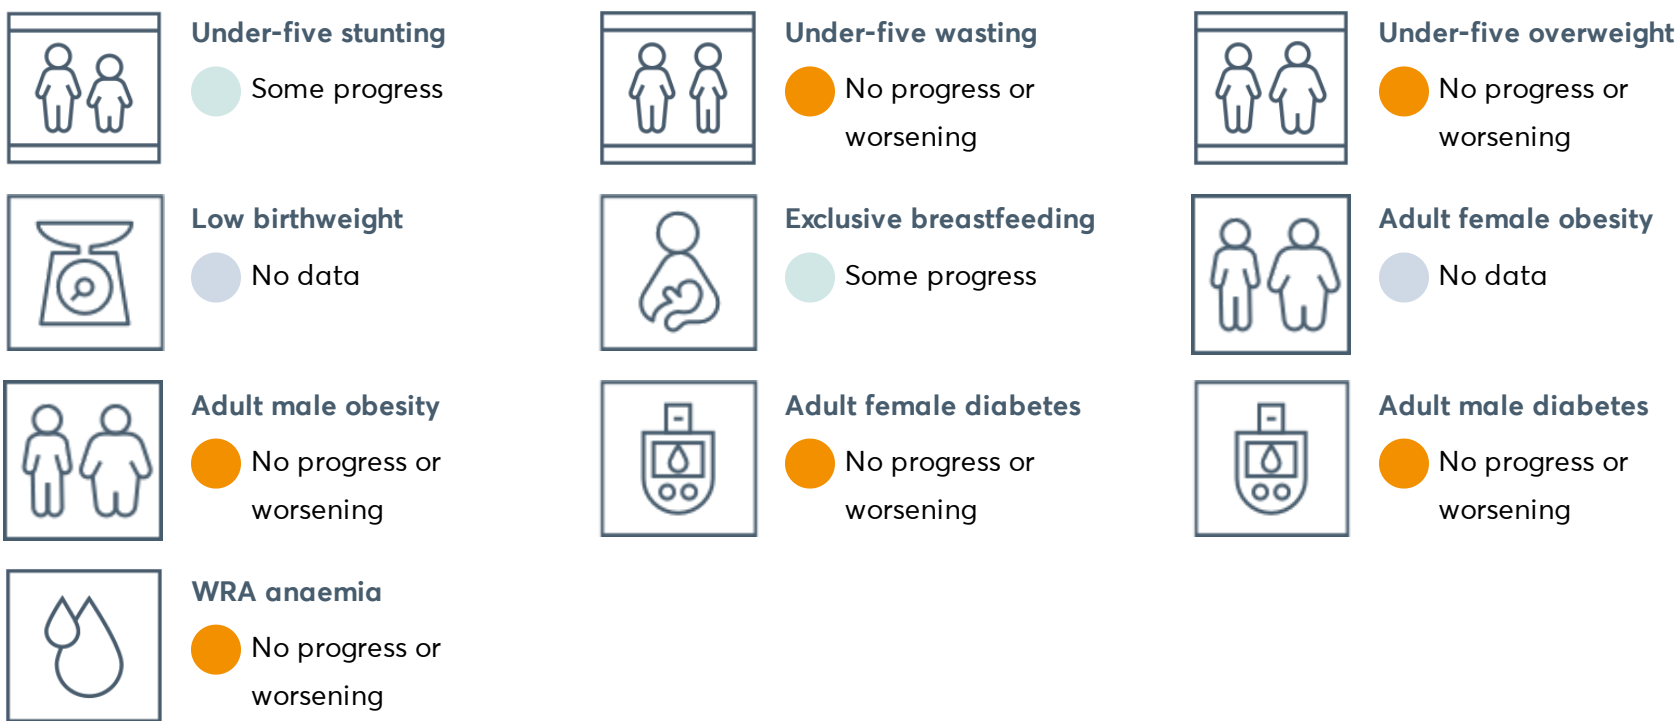 Under-five stunting
Some progress
Under-five wasting
No progress or
worsening
Under-five overweight
No progress or
worsening
Low birthweight
No data
Exclusive breastfeeding
Some progress
Adult female obesity
No data
Adult male obesity
No progress or
worsening
Adult female diabetes
No progress or
worsening
Adult male diabetes
No progress or
worsening
WRA anaemia
No progress or
worsening